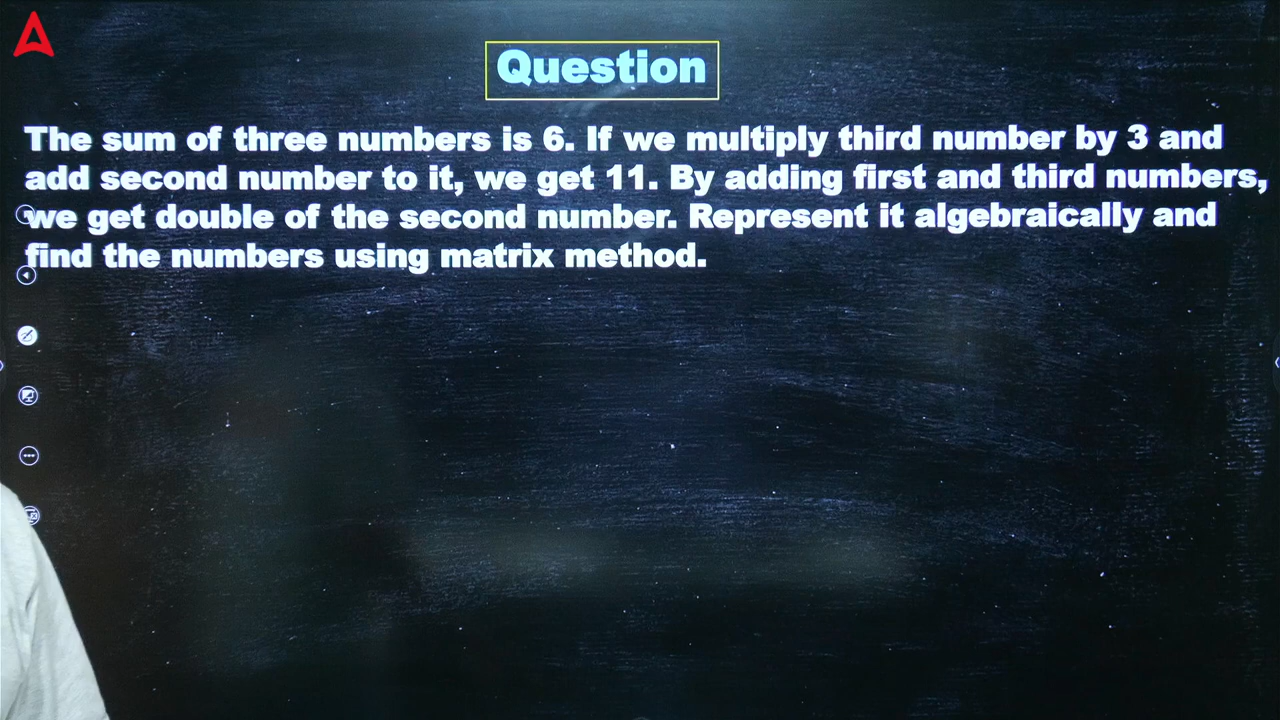 Question
The sum of three numbers is 6. If we multiply third number by 3 and
add second number to it, we get 11. By adding first and third numbers,
we get double of the second number. Represent it algebraically and
find the numbers using matrix method.